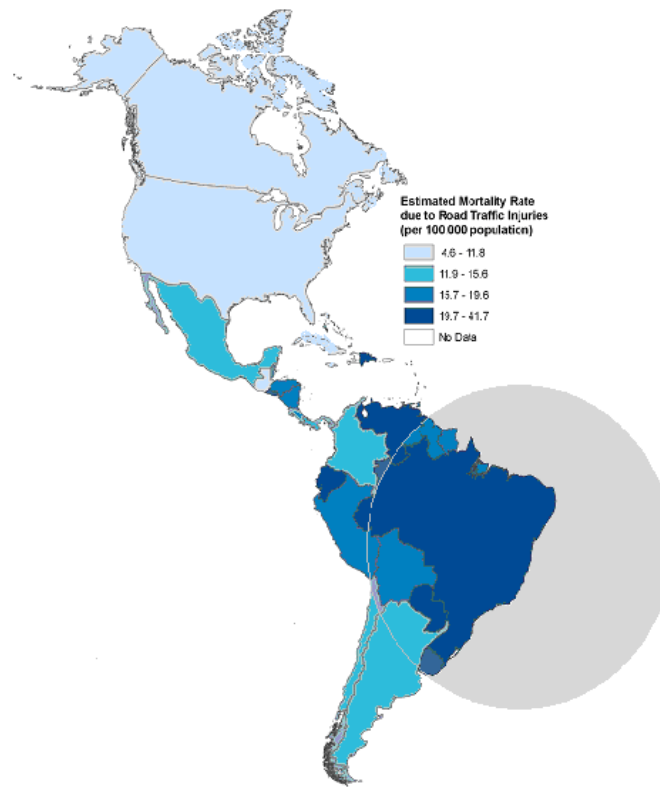 Estimated Mortality Rate
due to Road Traffic Injuries
(per 100 000 population)
4.6 - 11.8
11.9 - 15.6
15.7 - 19.6
19.7 - 41.7
No Data